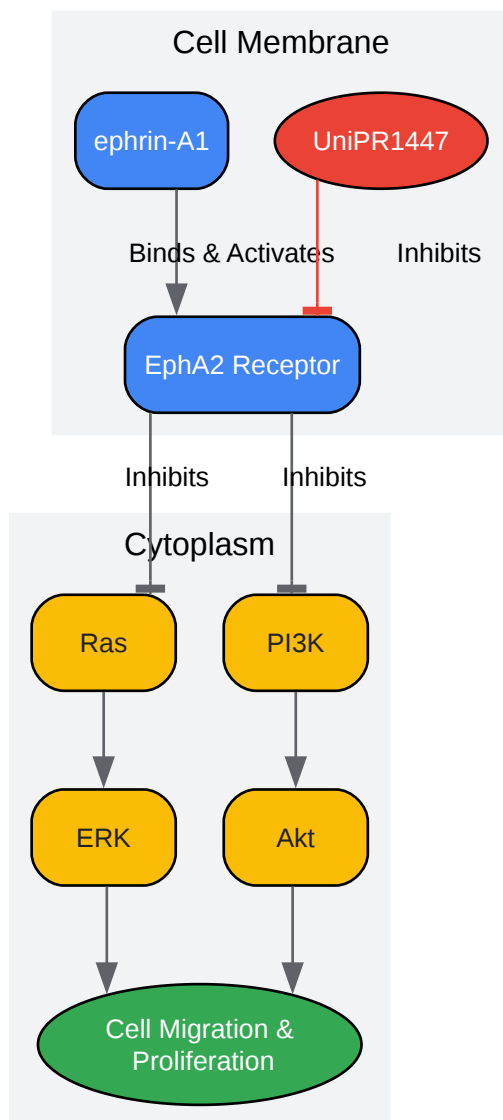 Cell Membrane
ephrin-A1
UniPR1447
Binds & Activates
Inhibits
EphA2 Receptor
Inhibits
Inhibits
Cytoplasm
Ras
PI3K
ERK
Akt
Cell Migration &
Proliferation